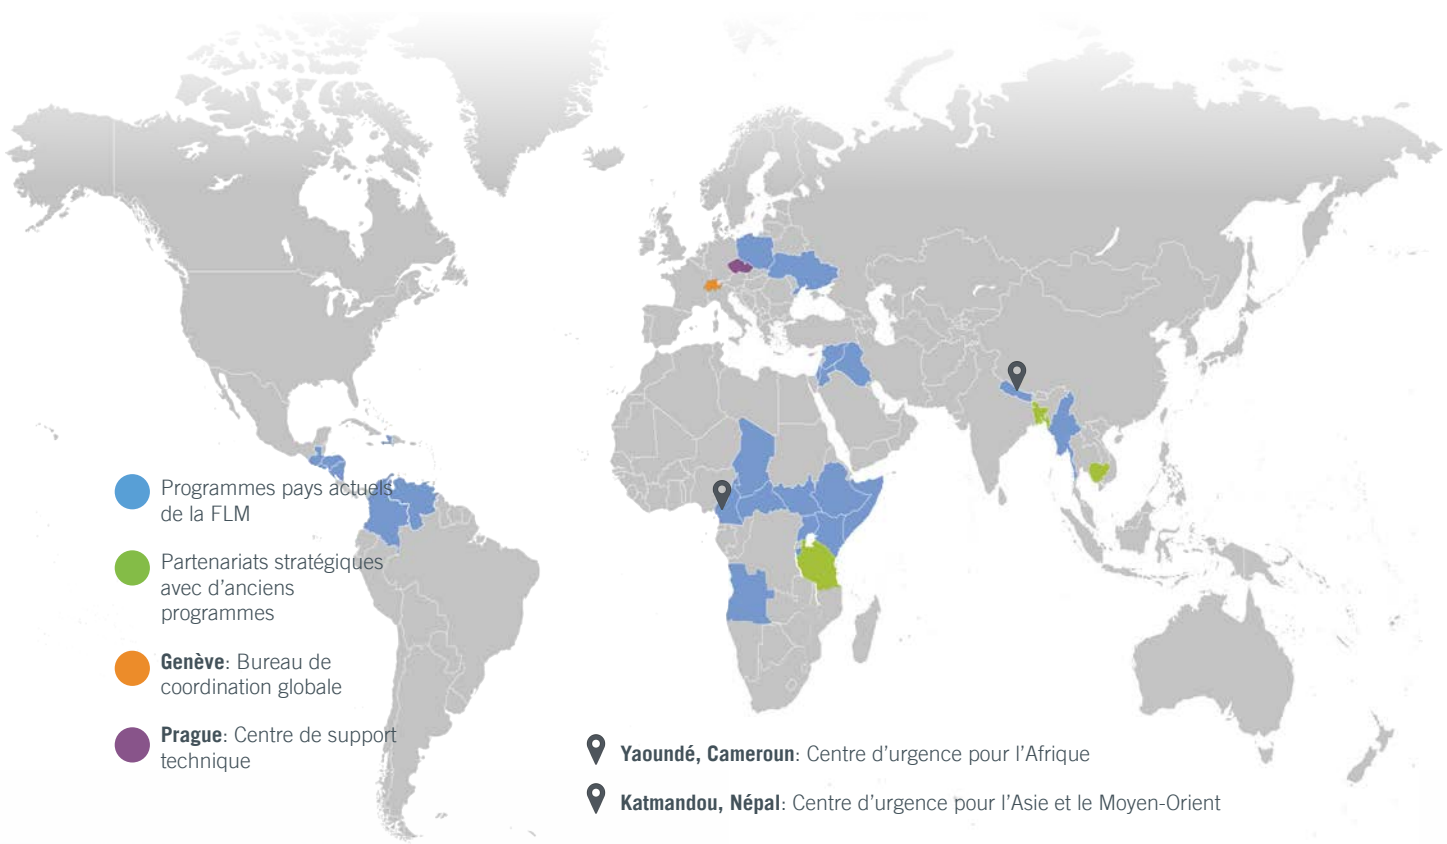 Programmes pays actuels
de la FLM
Partenariats stratégiques
avec d'anciens
programmes
Genève: Bureau de
coordination globale
Prague: Centre de support
technique
Yaoundé, Cameroun: Centre d'urgence pour l'Afrique
Katmandou, Népal: Centre d'urgence pour l'Asie et le Moyen-Orient